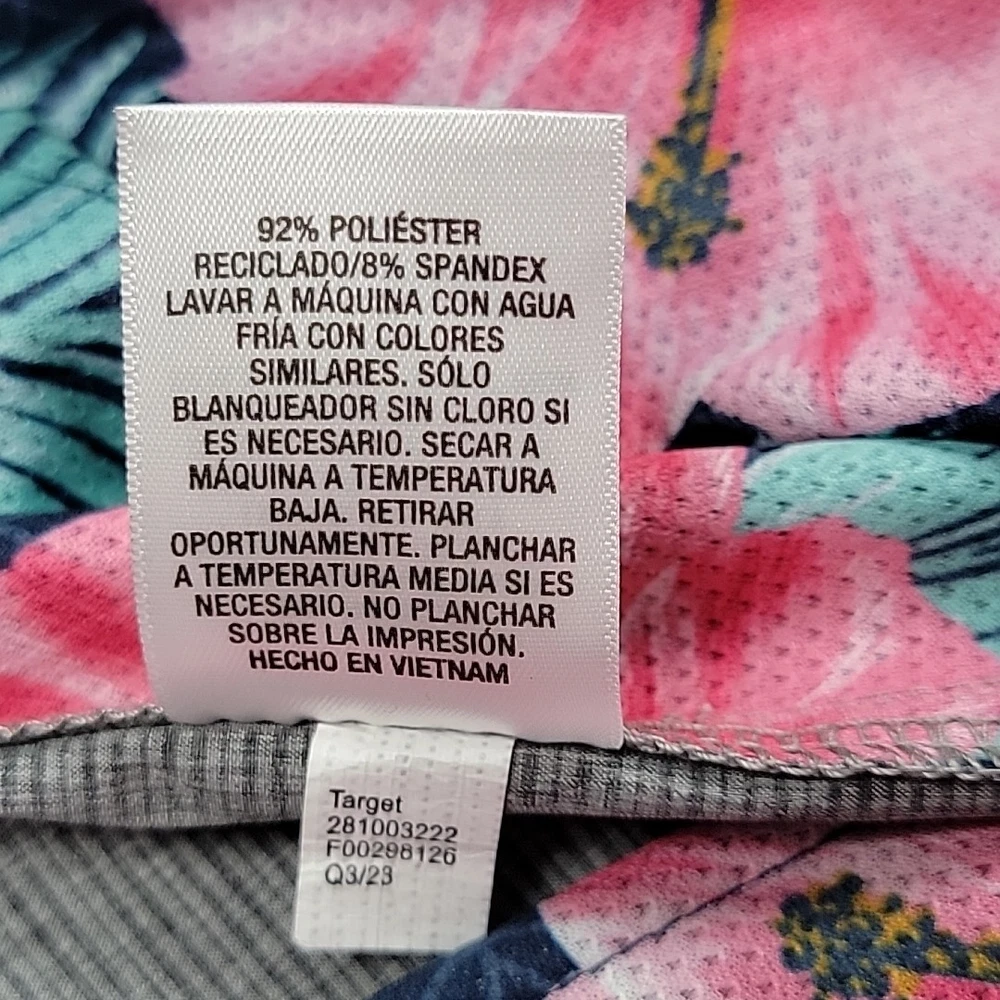 92% POLIÉSTER
RECICLADO/8% SPANDEX
LAVAR A MÁQUINA CON AGUA
FRÍA CON COLORES
SIMILARES. SÓLO
BLANQUEADOR SIN CLORO SI
ES NECESARIO. SECAR A
MÁQUINA A TEMPERATURA
BAJA. RETIRAR
OPORTUNAMENTE. PLANCHAR
A TEMPERATURA MEDIA SI ES
NECESARIO. NO PLANCHAR
SOBRE LA IMPRESIÓN.
HECHO EN VIETNAM
Target
281003222
F00298126
Q3/23